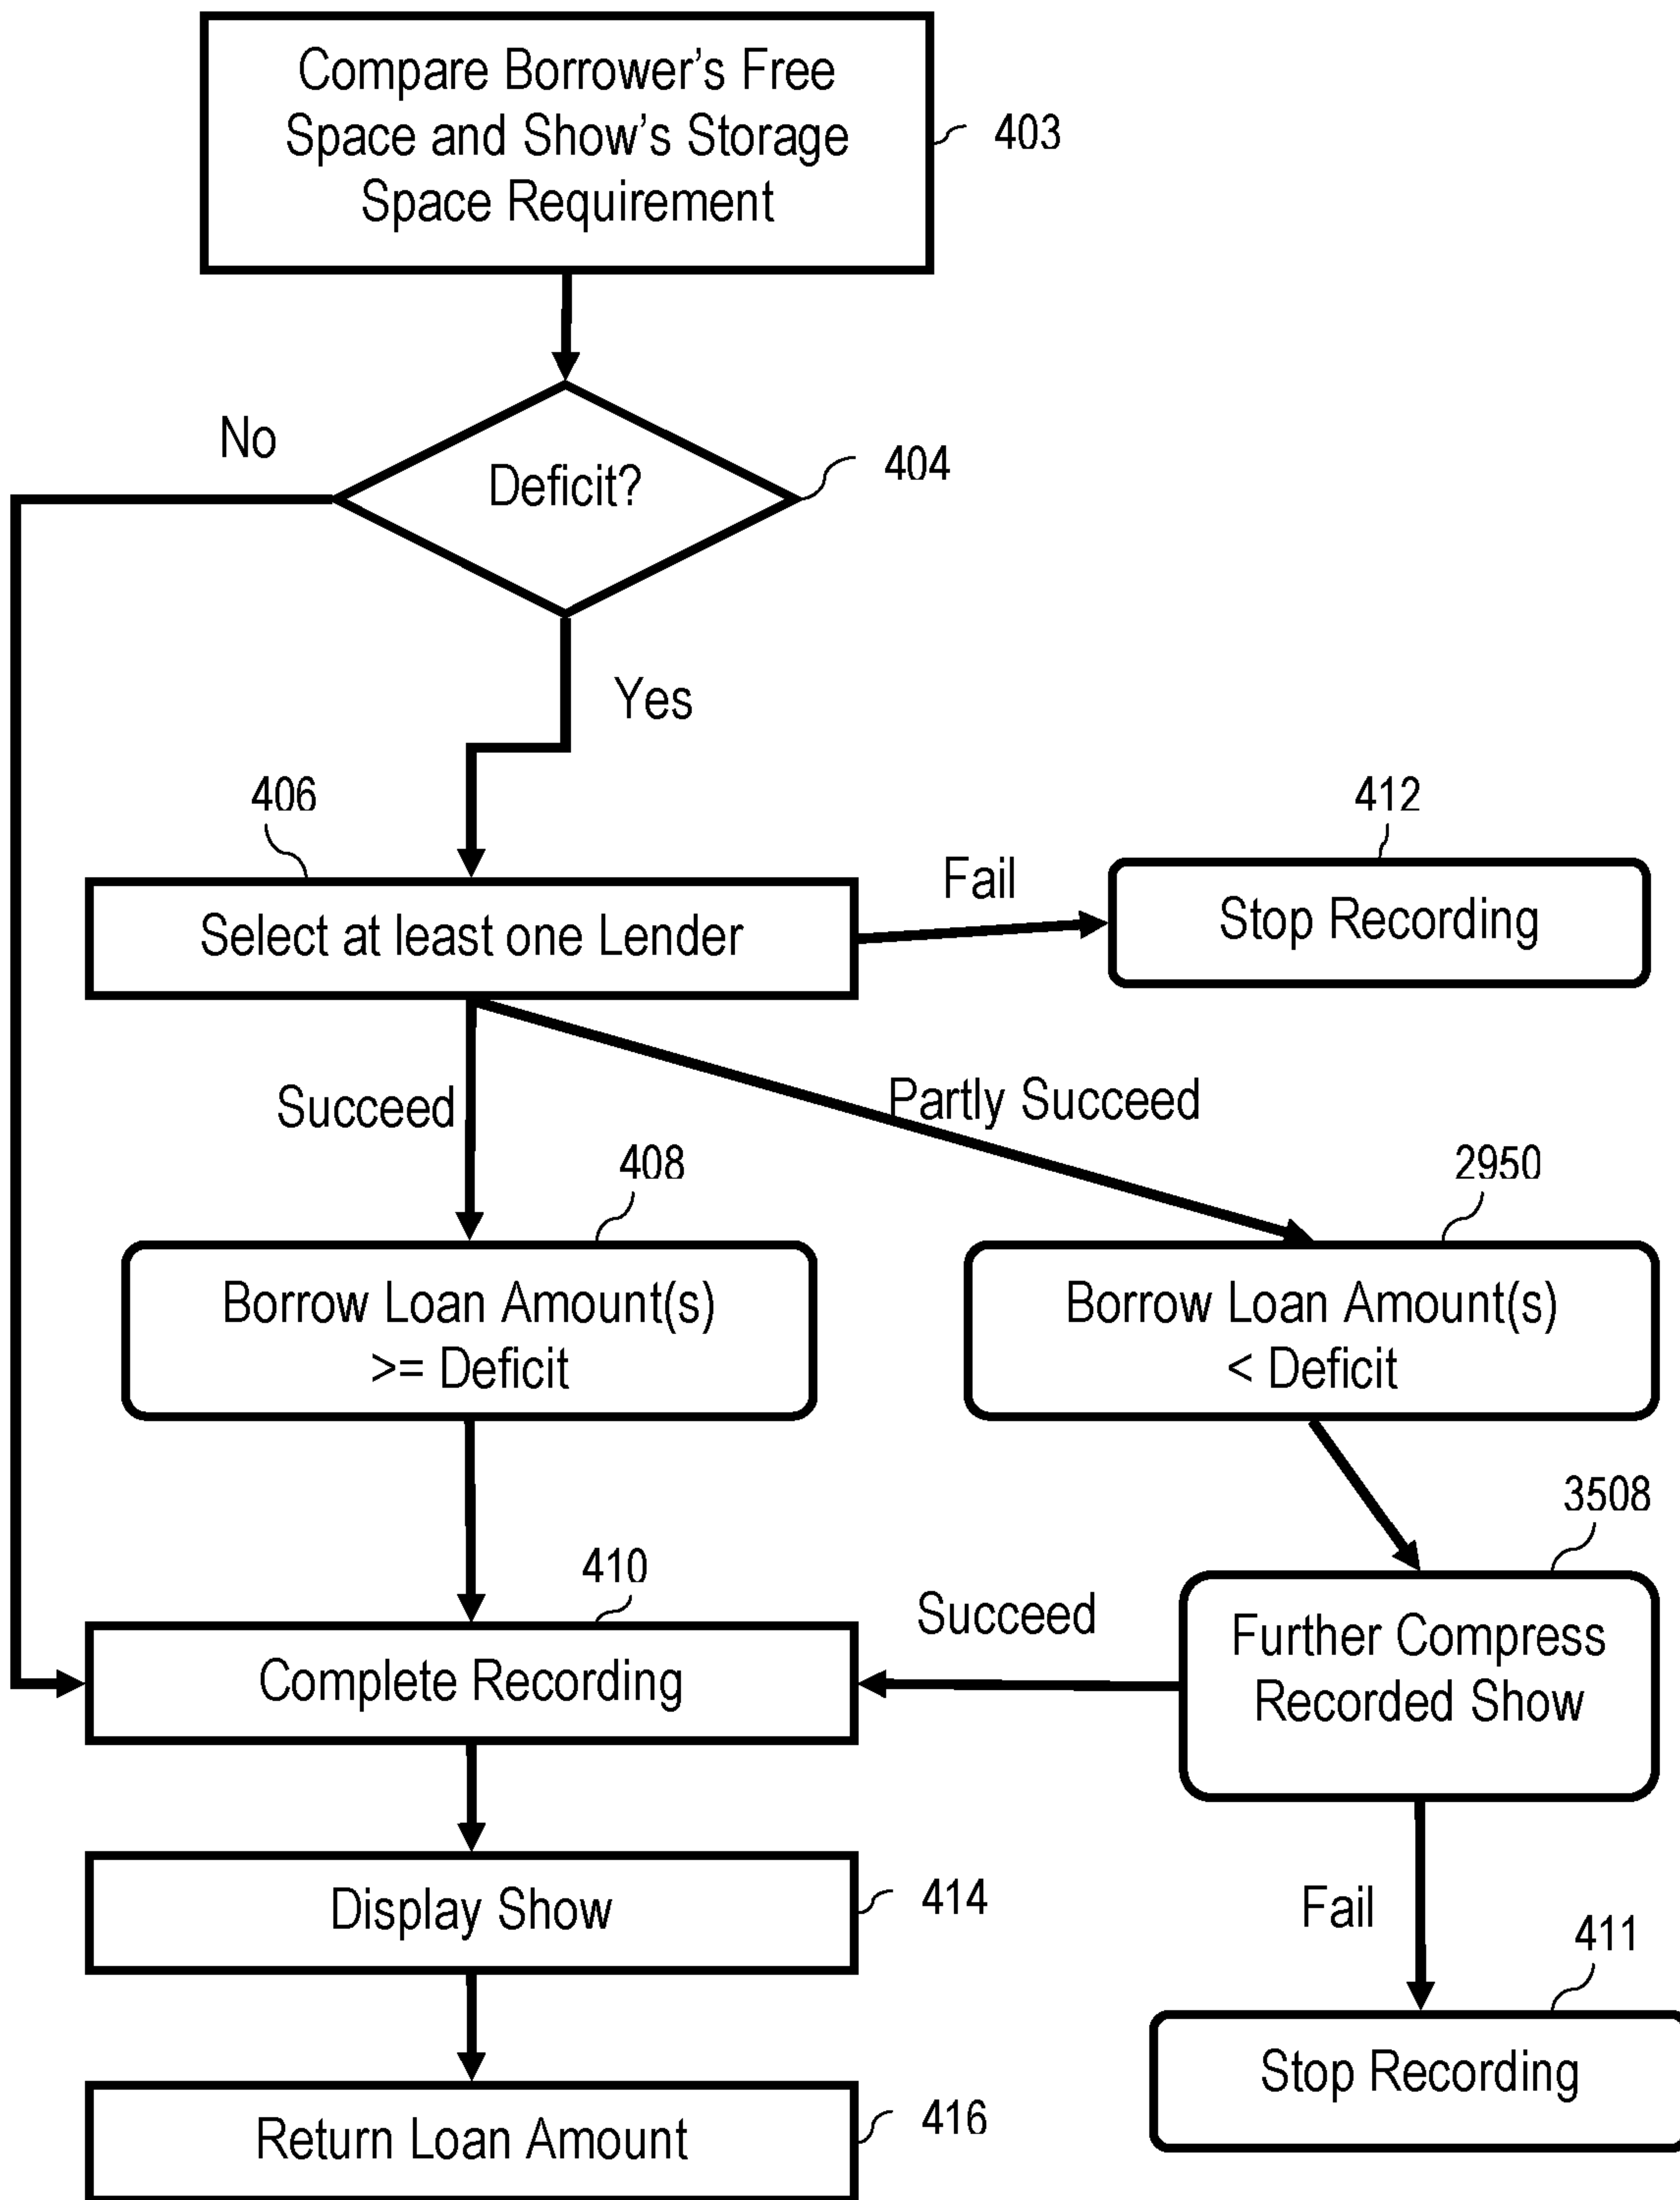 Compare Borrower’s Free
Space and Show’s Storage
Space Requirement
403
No
Deficit?
404
Yes
406
412
Fail
Select at least one Lender
Stop Recording
Succeed
Partly Succeed
408
2950
Borrow Loan Amount(s)
>= Deficit
Borrow Loan Amount(s)
< Deficit
3508
410
Succeed
Further Compress
Recorded Show
Complete Recording
Display Show
414
Fail
411
Stop Recording
Return Loan Amount
416